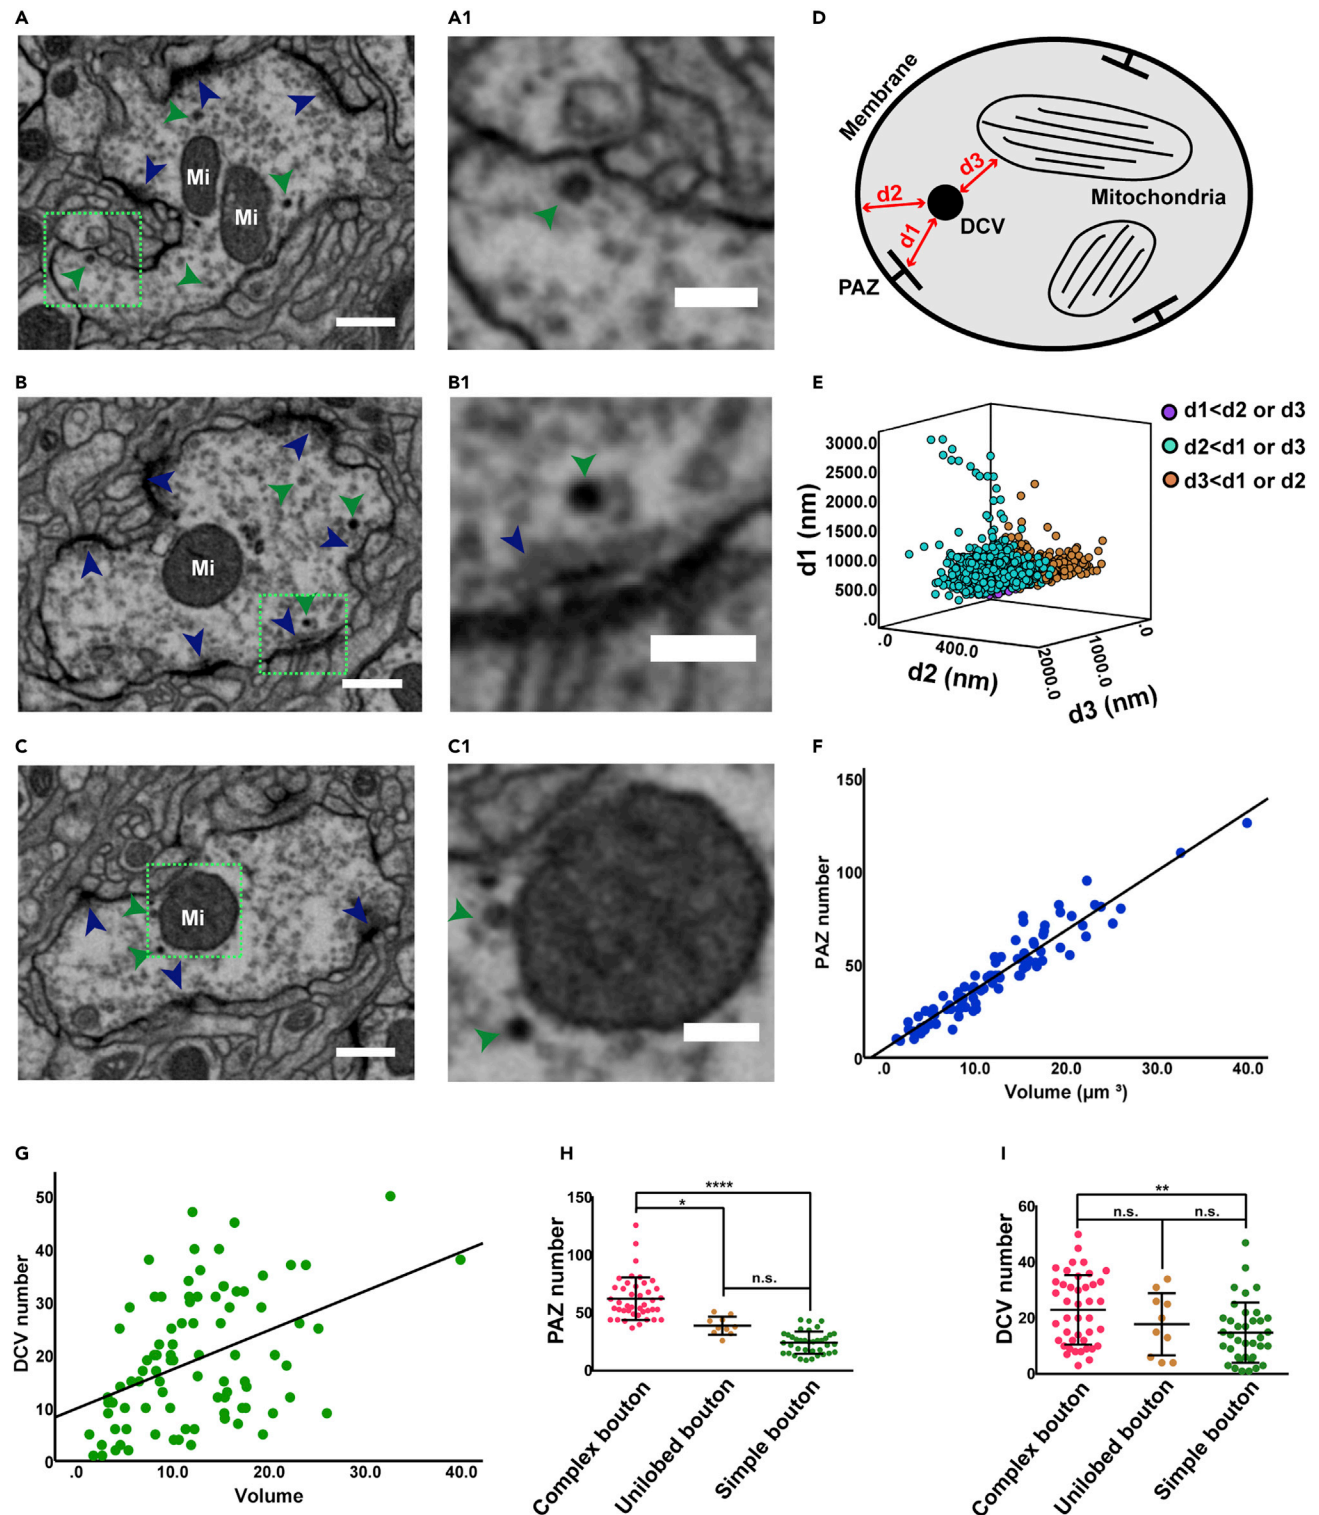 A
Mi
Mi
A1
D
Membrane
d3
d2
Mitochondria
DCV
d1
PAZ
B
Mi
B1
E
d1<d2 or d3
d2<d1 or d3
d3<d1 or d2
3000.0
2500.0
2000.0
1500.0
1000.0
500.0
.0
d1 (nm)
.0
400.0
d2 (nm)
2000.0
1000.0
.0
d3 (nm)
C
Mi
C1
F
150
100
50
0
PAZ number
.0 10.0 20.0 30.0 40.0
Volume (μm ³)
G
50
40
30
20
10
0
DCV number
.0 10.0 20.0 30.0 40.0
Volume
H
****
*
n.s.
150
100
50
0
PAZ number
Complex bouton
Unilobed bouton
Simple bouton
I
**
n.s. n.s.
60
40
20
0
DCV number
Complex bouton
Unilobed bouton
Simple bouton